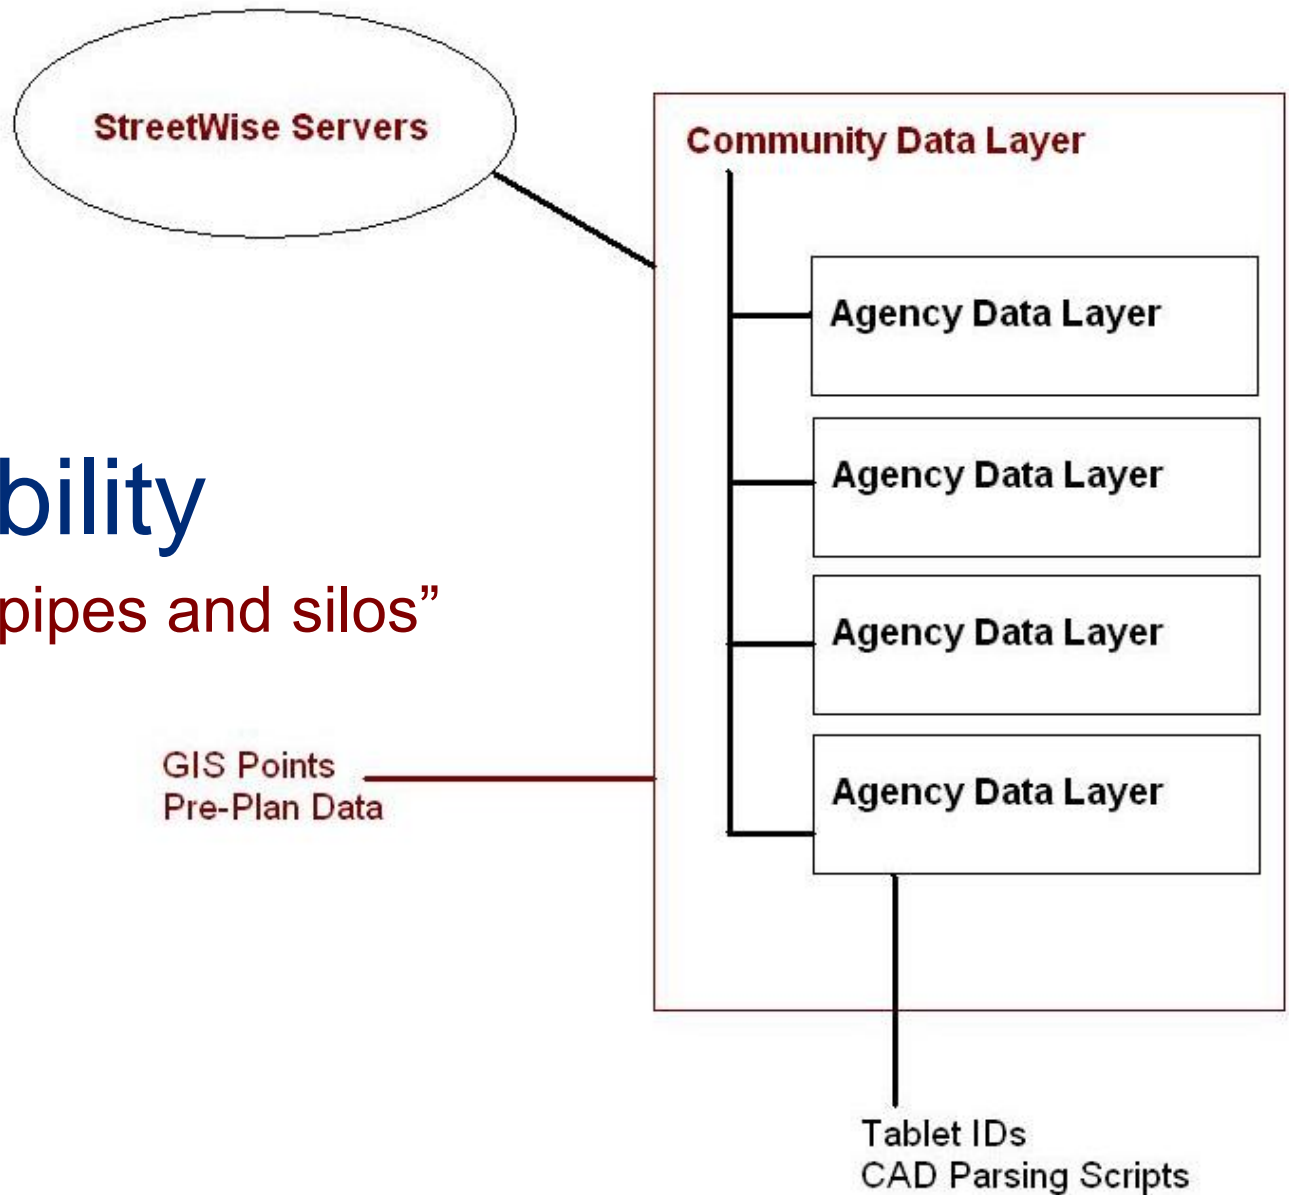 StreetWise Servers
Community Data Layer
Agency Data Layer
Agency Data Layer
bility
pipes and silos”
Agency Data Layer
GIS Points
Pre-Plan Data
Agency Data Layer
Tablet IDs
CAD Parsing Scripts